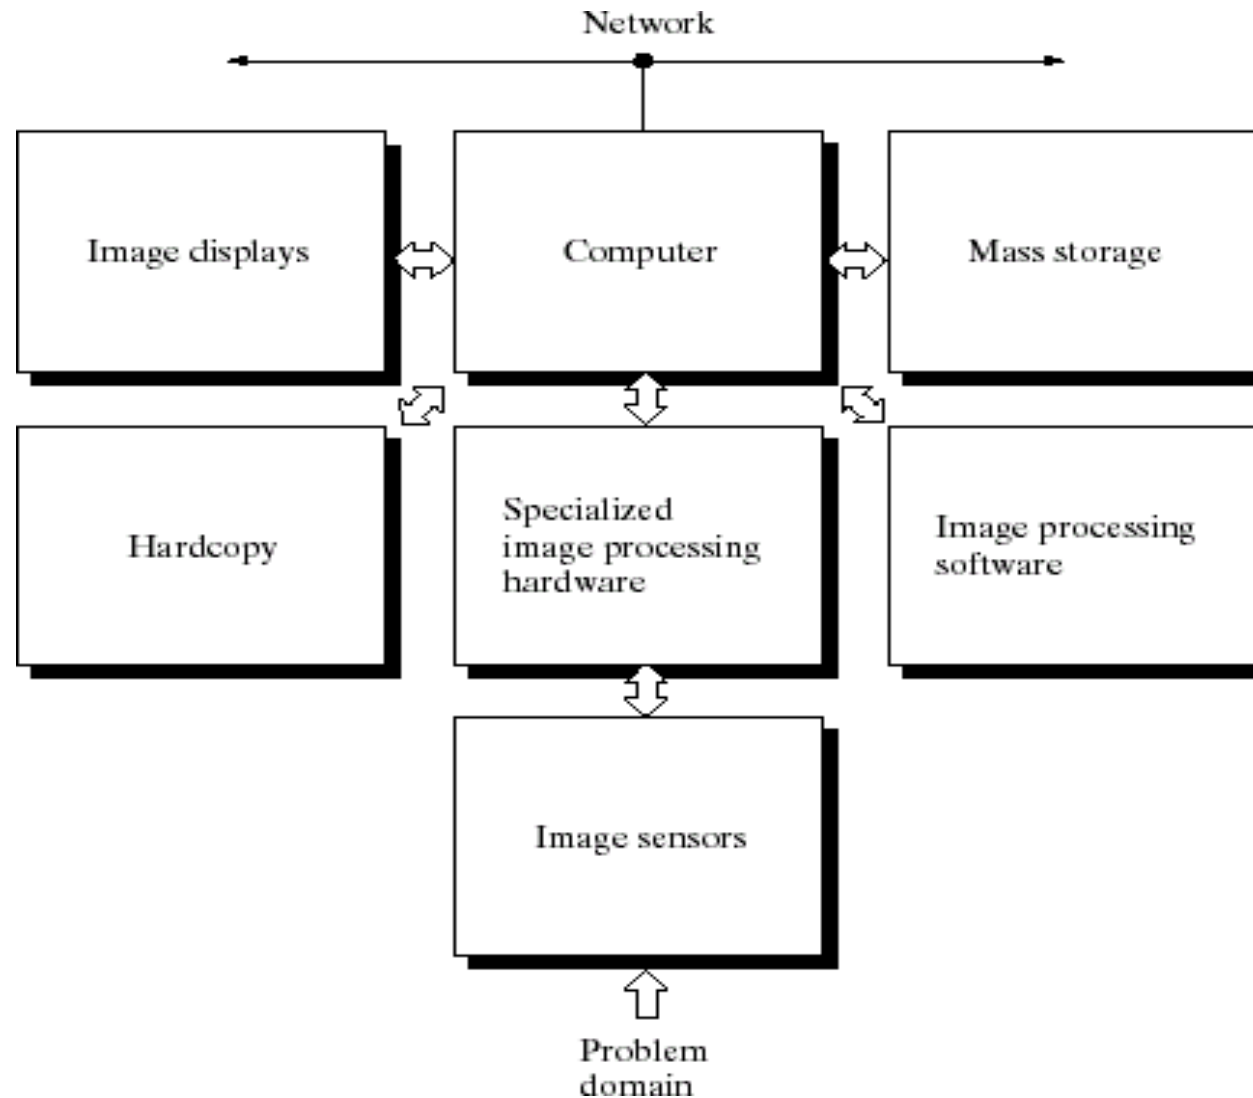 Network
Image displays
Computer
Mass storage
Hardcopy
Specialized
image processing
hardware
Image processing
software
Image sensors
Problem
domain